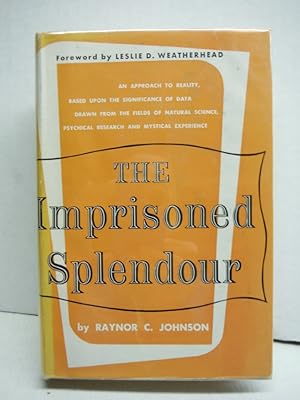 Foreword by LESLIE D. WEATHERHEAD
AN APPROACH TO REALITY,
BASED UPON THE SIGNIFICANCE OF DATA
DRAWN FROM THE FIELDS OF NATURAL SCIENCE,
PSYCHICAL RESEARCH AND MYSTICAL EXPERIENCE
THE
Imprisoned
Splendour
by RAYNOR C. JOHNSON